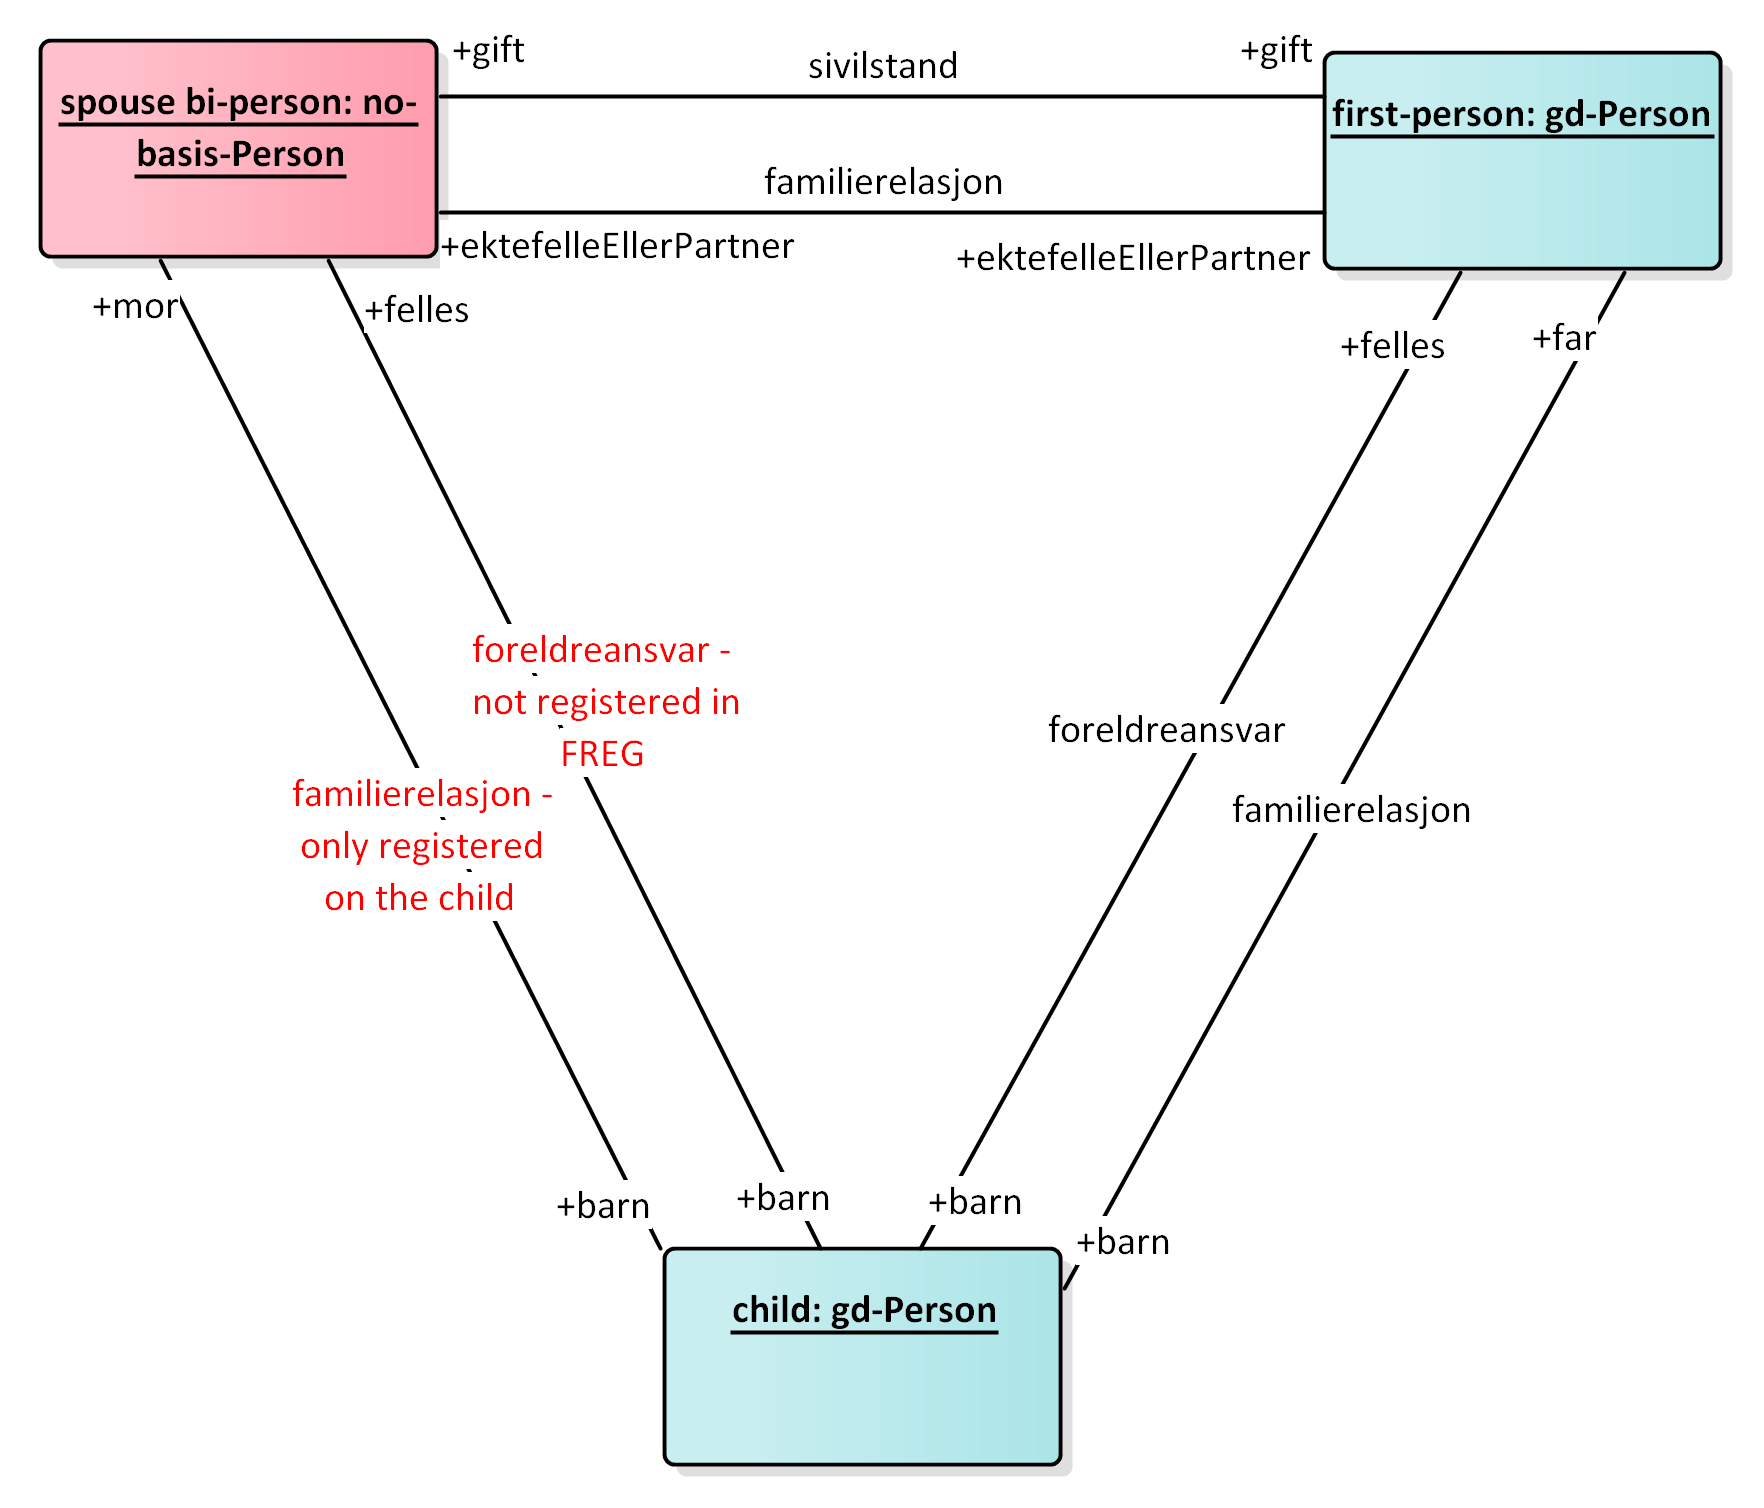 +gift
sivilstand
+gift
spouse bi-person: no-
basis-Person
first-person: gd-Person
familierelasjon
+ektefelleEllerPartner
+ektefelleEllerPartner
+mor
+felles
+felles
+far
foreldreansvar -
not registered in
FREG
foreldreansvar
familierelasjon -
only registered
on the child
familierelasjon
+barn
+barn
+barn
+barn
child: gd-Person